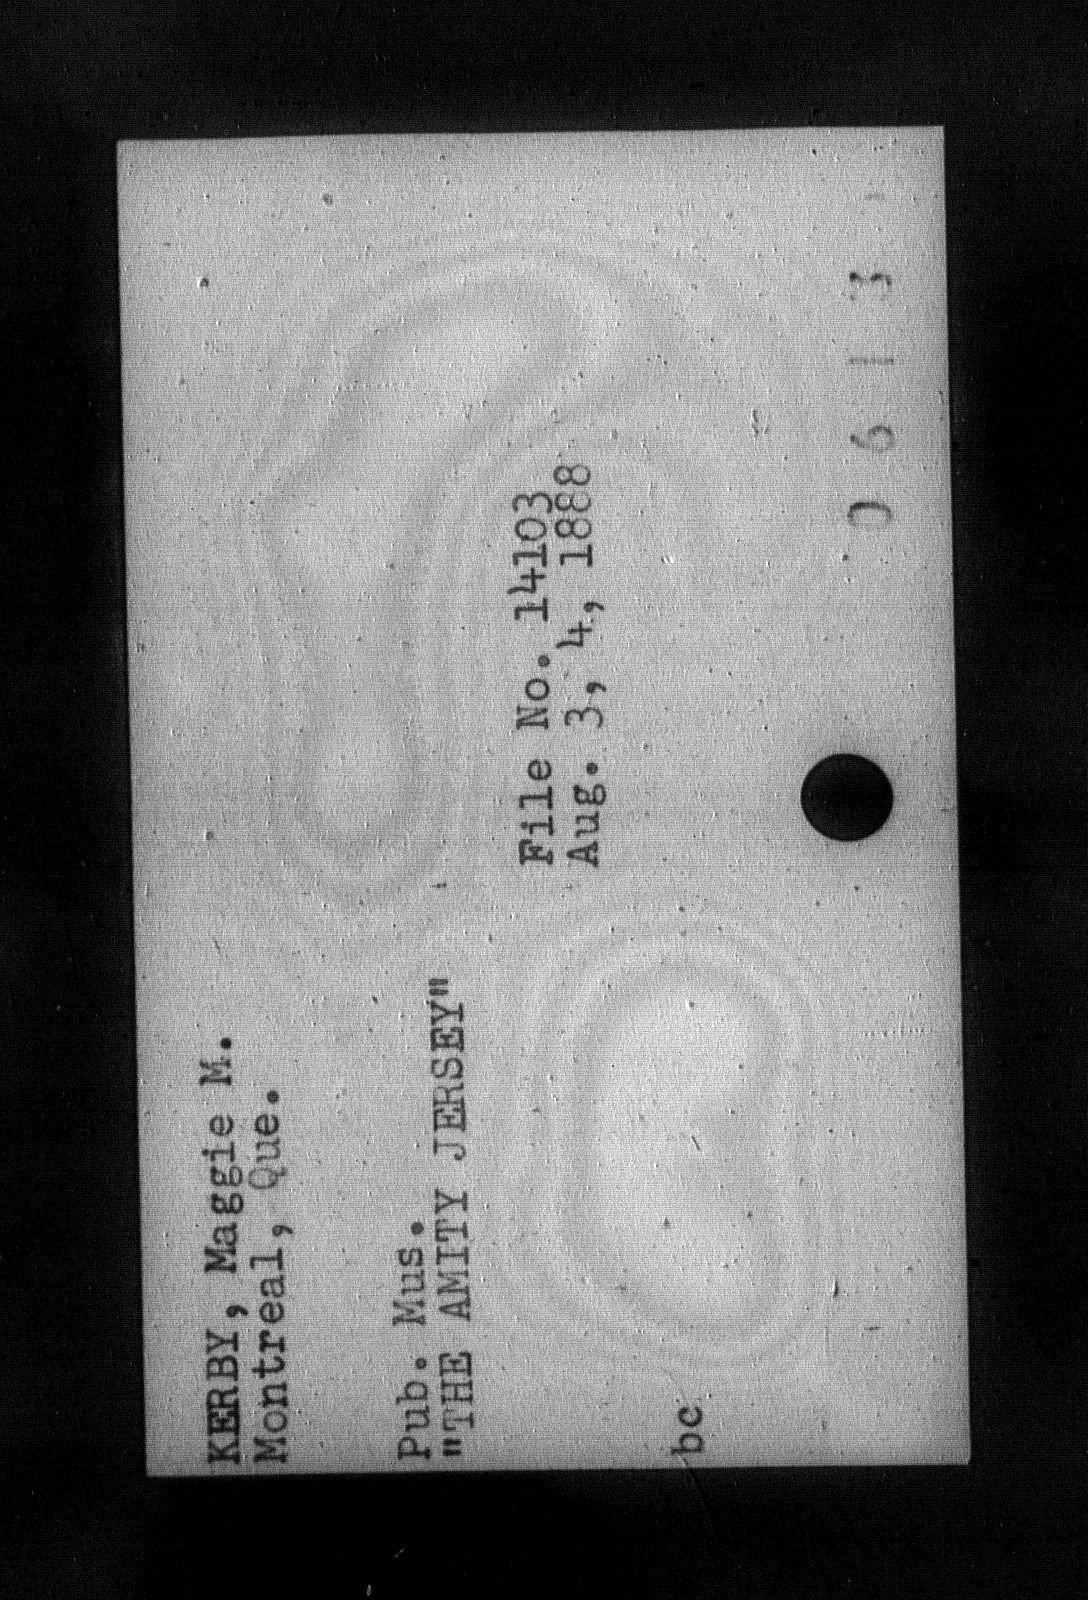 KERBY, Maggie M.
Montreal, Que.
Pub. Mus.
"THE AMITY JERSEY"
File No. 14103
Aug. 3, 4, 1888
bc